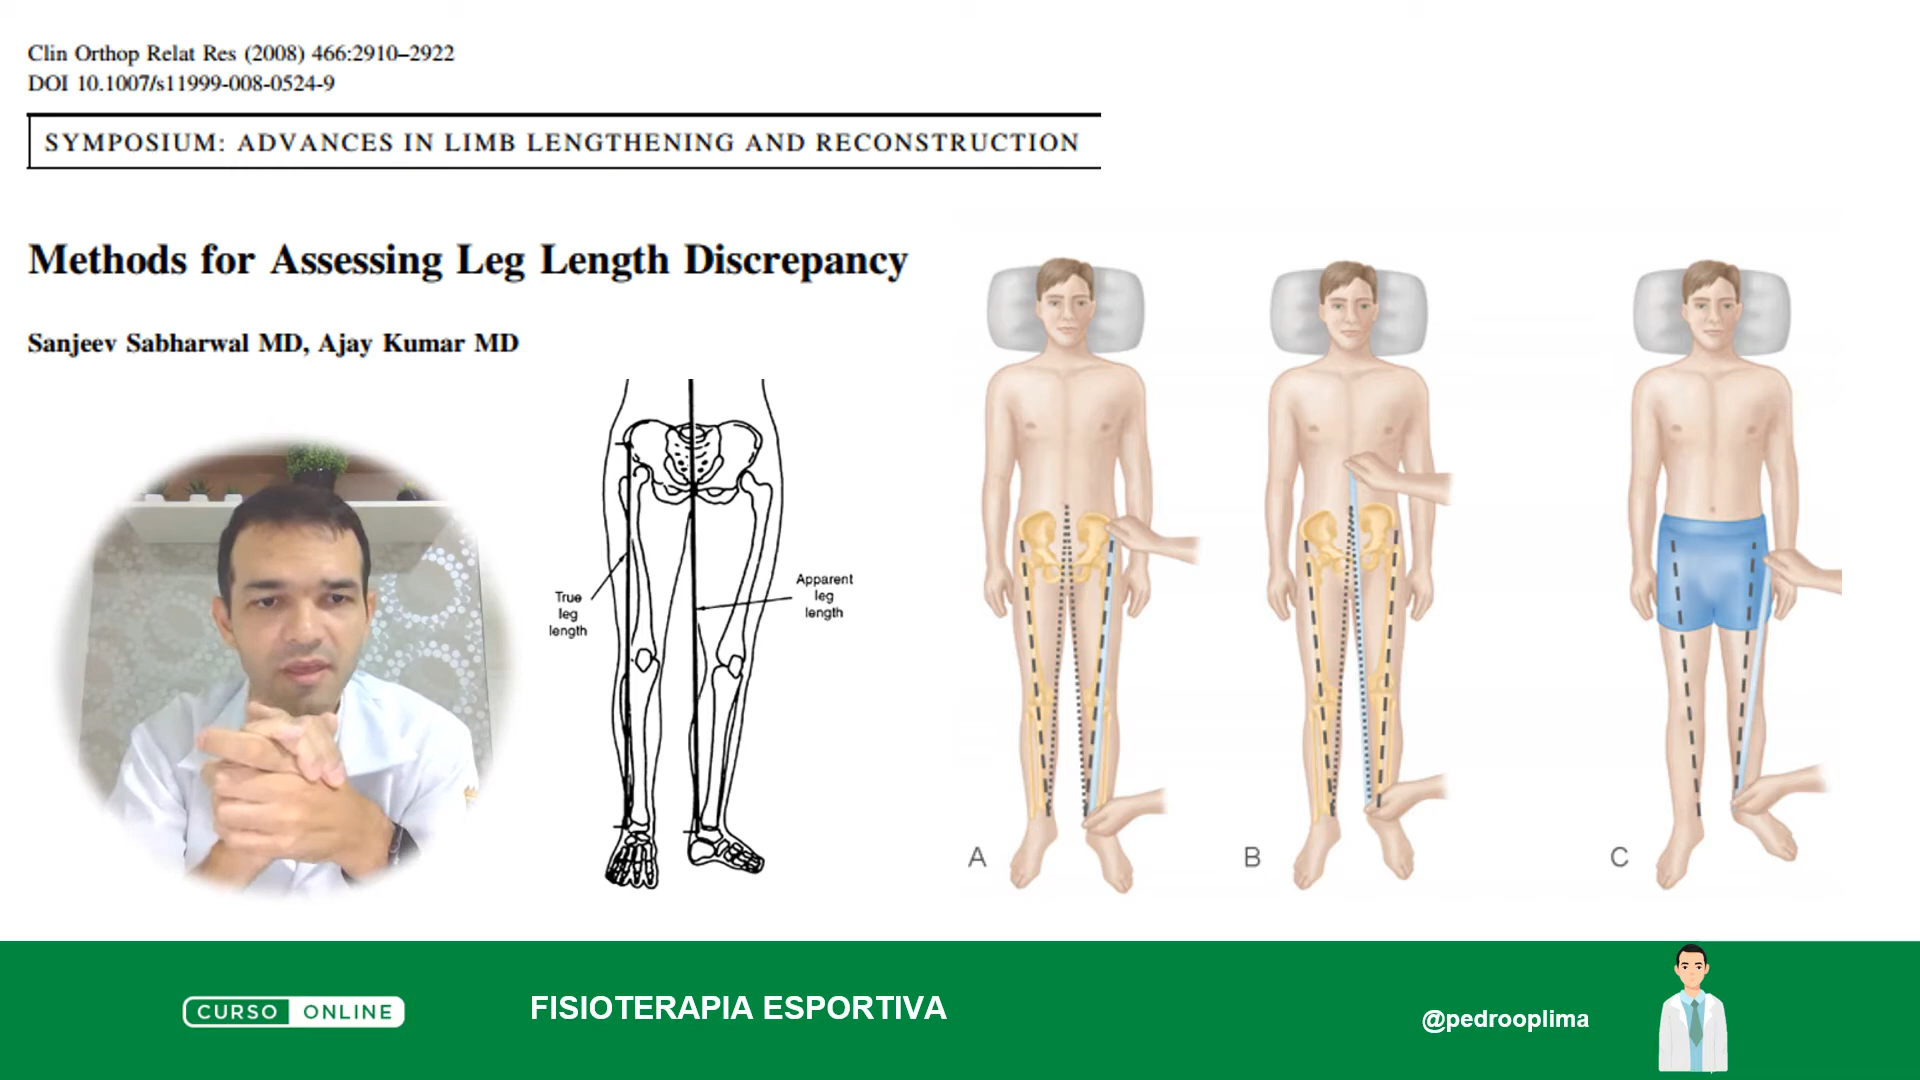 Clin Orthop Relat Res (2008) 466:2910–2922
DOI 10.1007/s11999-008-0524-9
SYMPOSIUM: ADVANCES IN LIMB LENGTHENING AND RECONSTRUCTION
Methods for Assessing Leg Length Discrepancy
Sanjeev Sabharwal MD, Ajay Kumar MD
True
leg
length
Apparent
leg
length
A
B
C
CURSO ONLINE
FISIOTERAPIA ESPORTIVA
@pedrooplima